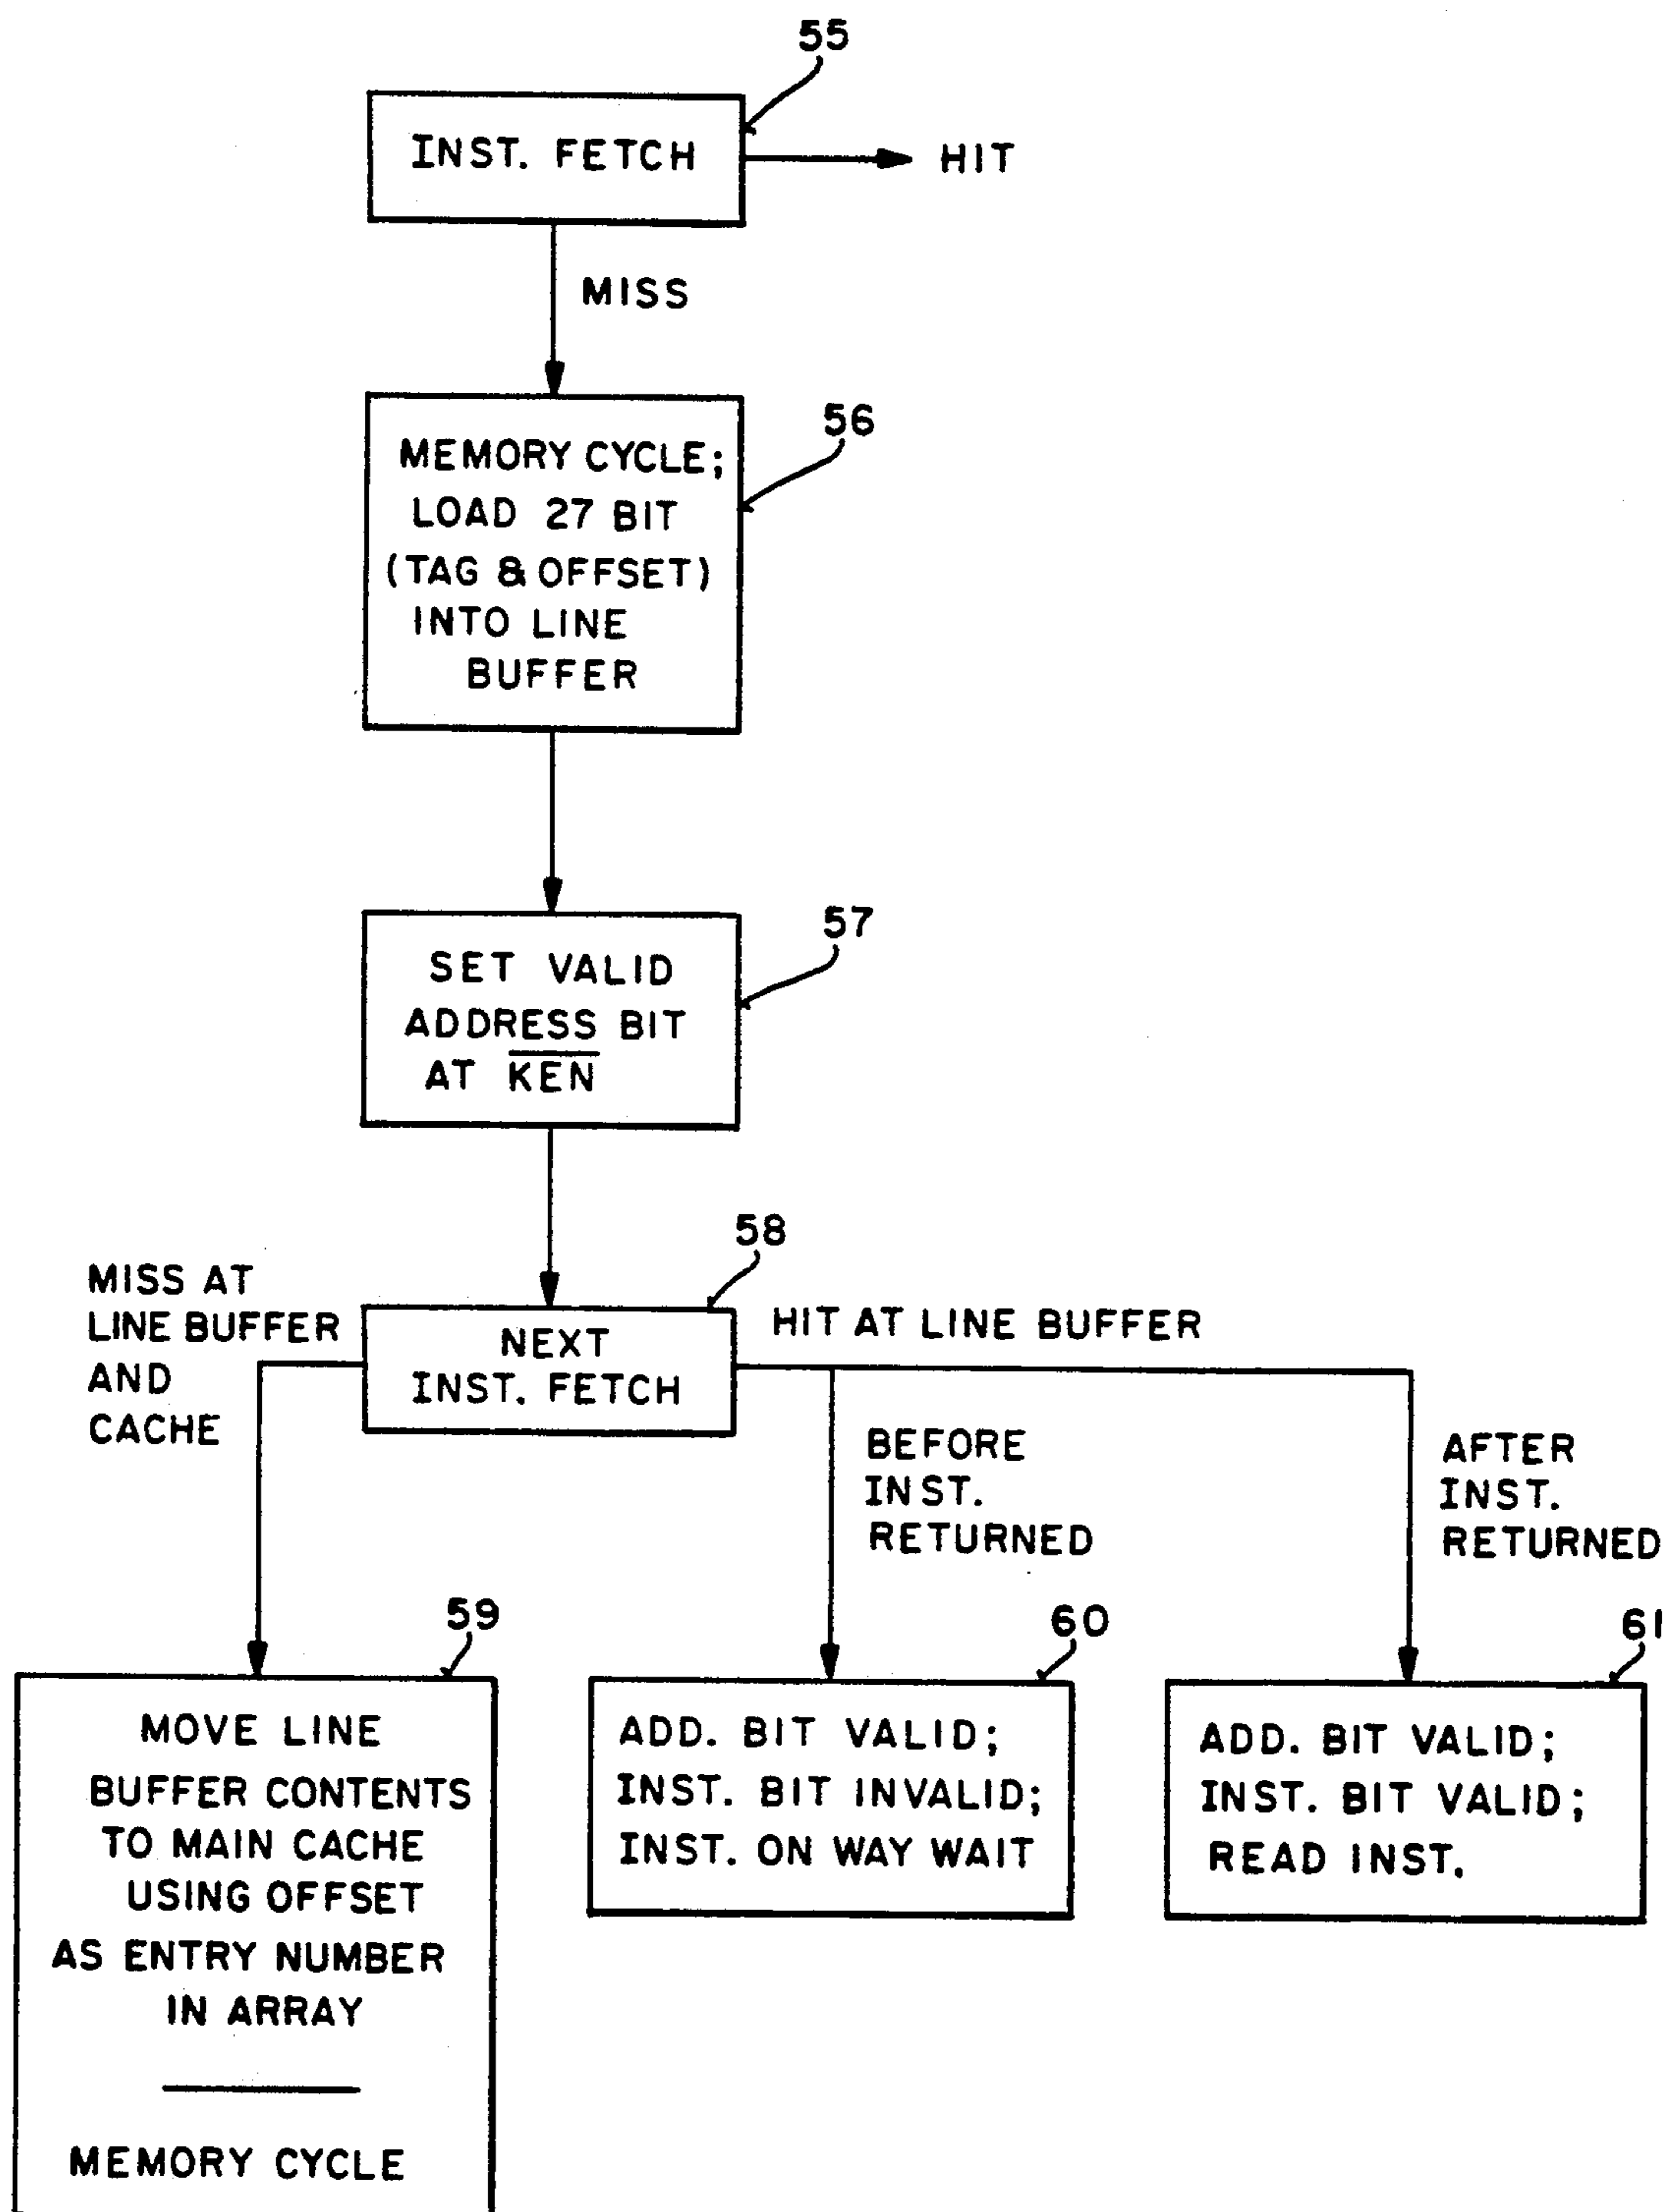 55
INST. FETCH
HIT
MISS
56
MEMORY CYCLE;
LOAD 27 BIT
(TAG & OFFSET)
INTO LINE
BUFFER
57
SET VALID
ADDRESS BIT
AT K̅E̅N̅
58
MISS AT
LINE BUFFER
AND
CACHE
NEXT
INST. FETCH
HIT AT LINE BUFFER
BEFORE
INST.
RETURNED
AFTER
INST.
RETURNED
59
MOVE LINE
BUFFER CONTENTS
TO MAIN CACHE
USING OFFSET
AS ENTRY NUMBER
IN ARRAY
MEMORY CYCLE
60
ADD. BIT VALID;
INST. BIT INVALID;
INST. ON WAY WAIT
61
ADD. BIT VALID;
INST. BIT VALID;
READ INST.